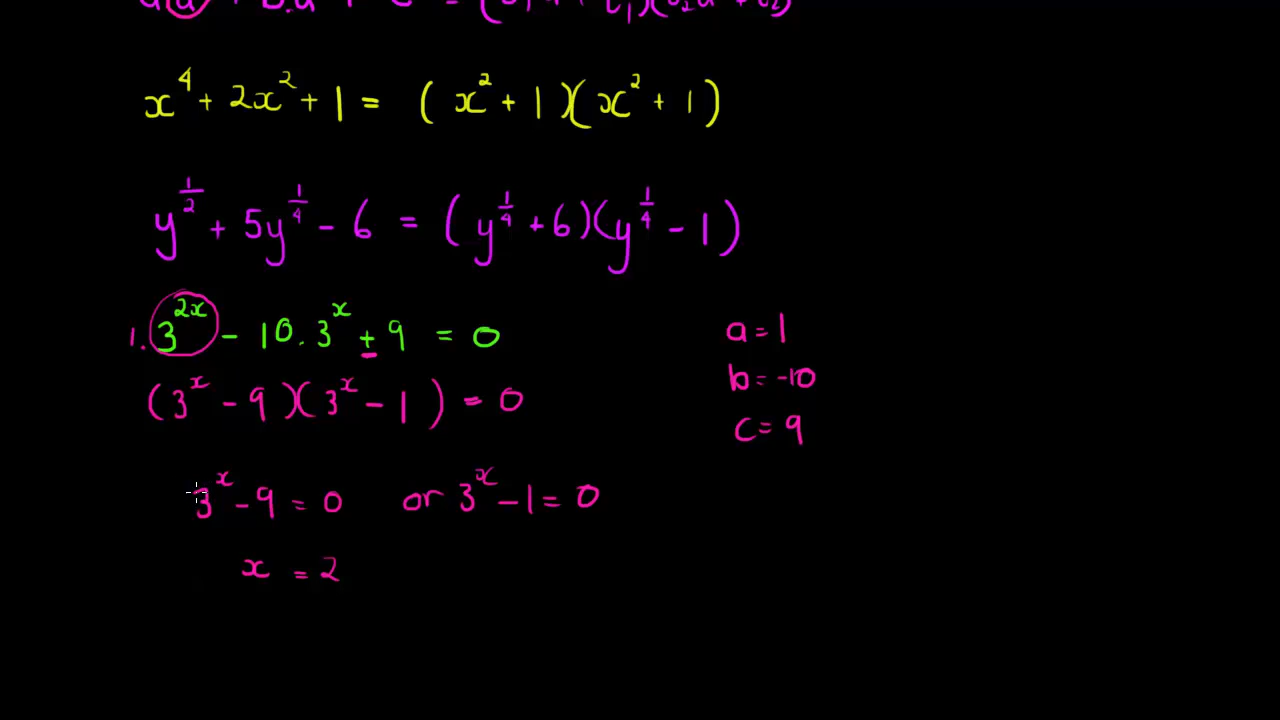 x⁴ + 2x² + 1 = (x² + 1)(x² + 1)
y^(1/2) + 5y^(1/4) - 6 = (y^(1/4) + 6)(y^(1/4) - 1)
1. 3^(2x) - 10.3^x + 9 = 0
a = 1
(3^x - 9)(3^x - 1) = 0
b = -10
c = 9
3^x - 9 = 0 or 3^x - 1 = 0
x = 2